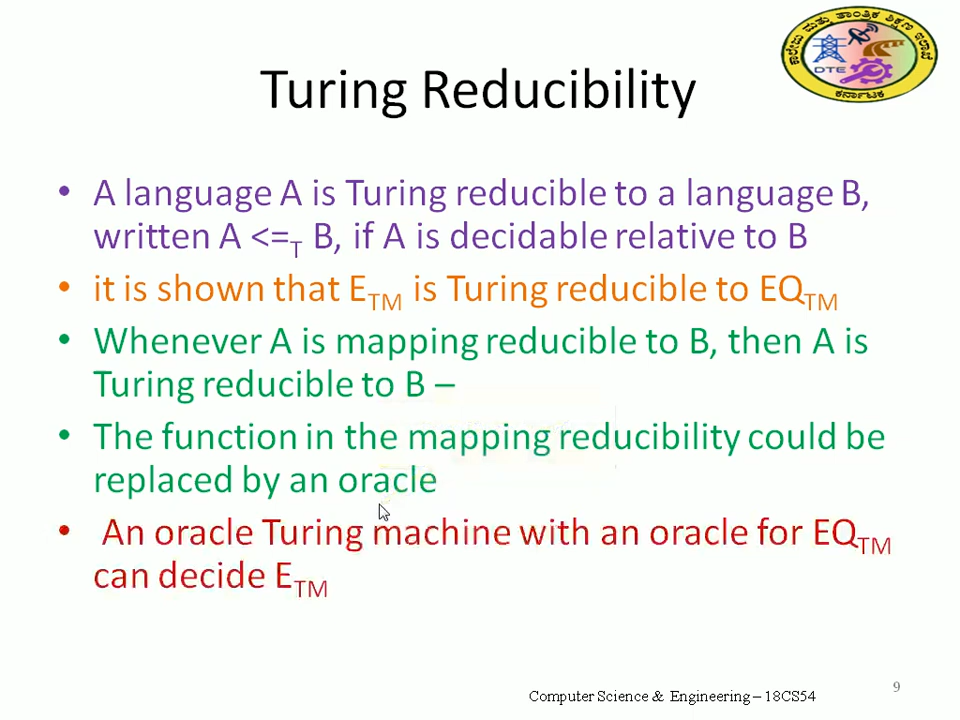 Turing Reducibility
• A language A is Turing reducible to a language B,
written A <=T B, if A is decidable relative to B
• it is shown that ETM is Turing reducible to EQTM
• Whenever A is mapping reducible to B, then A is
Turing reducible to B –
• The function in the mapping reducibility could be
replaced by an oracle
• An oracle Turing machine with an oracle for EQTM
can decide ETM
Computer Science & Engineering – 18CS54
9
DTE
ಕರ್ನಾಟಕ